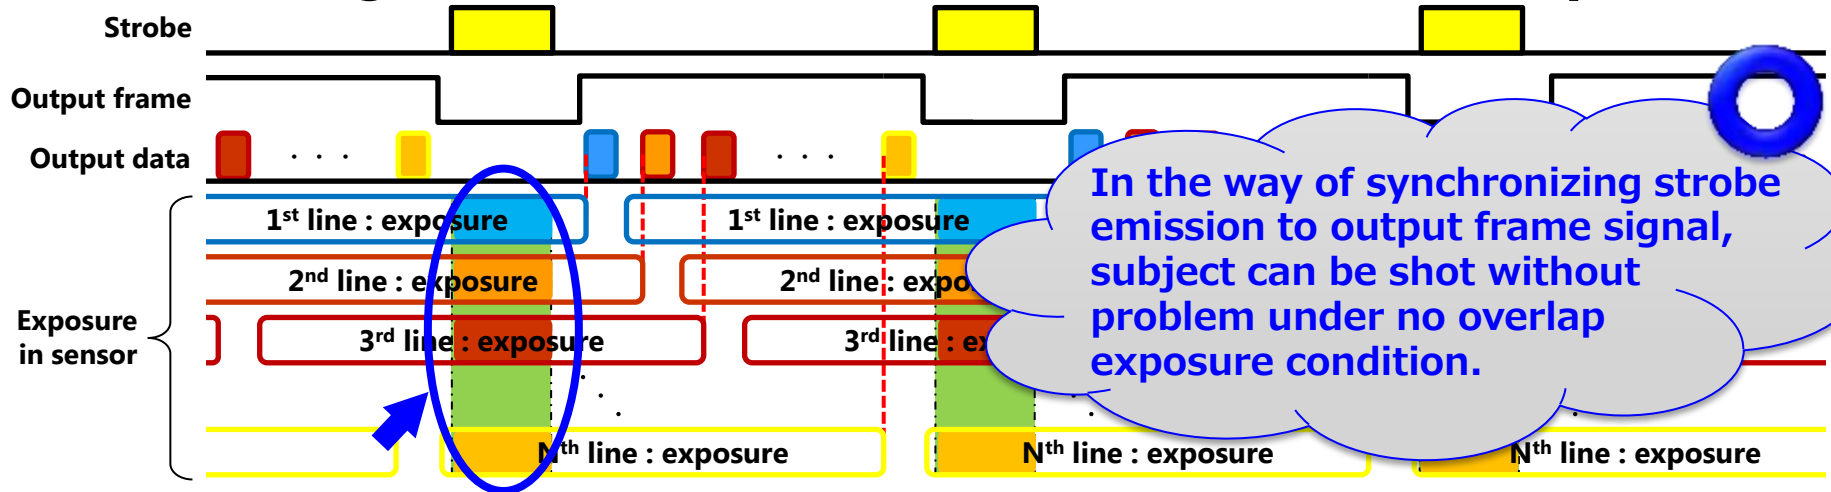 Strobe
Output frame
Output data
. . .
. . .
1st line : exposure
1st line : exposure
2nd line : exposure
2nd line : expo
3rd line : exposure
3rd line : ex
Exposure
in sensor
Nth line : exposure
Nth line : exposure
Nth line : exposure
In the way of synchronizing strobe
emission to output frame signal,
subject can be shot without
problem under no overlap
exposure condition.